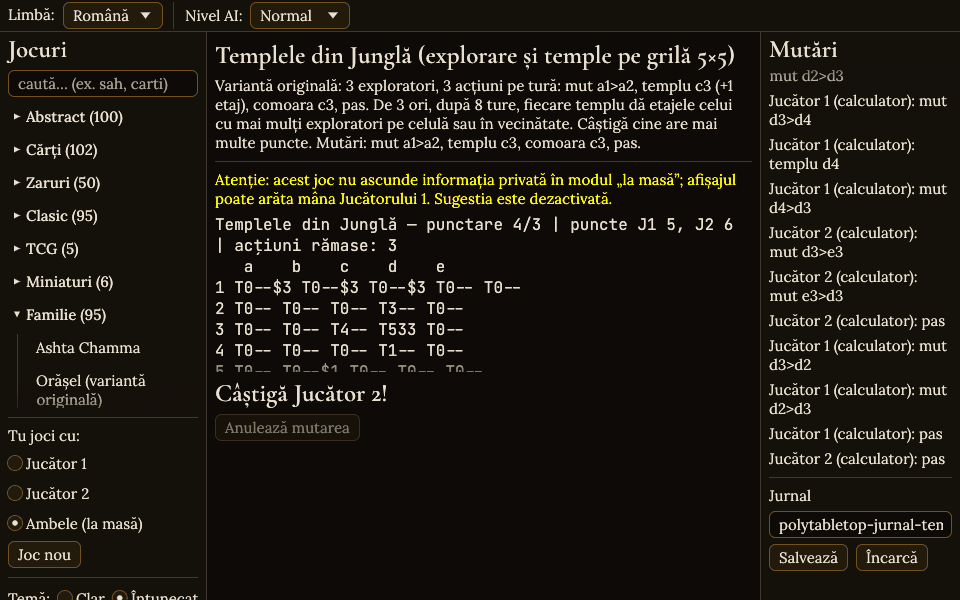 Limbă: Română ▼ Nivel AI: Normal ▼
Jocuri
caută... (ex. sah, carti)
▸ Abstract (100)
▸ Cărți (102)
▸ Zaruri (50)
▸ Clasic (95)
▸ TCG (5)
▸ Miniaturi (6)
▾ Familie (95)
Ashta Chamma
Orășel (variantă
originală)
Tu joci cu:
Jucător 1
Jucător 2
Ambele (la masă)
Joc nou
Temă: Clar Întunecat
Templele din Junglă (explorare și temple pe grilă 5×5)
Variantă originală: 3 exploratori, 3 acțiuni pe tură: mut a1>a2, templu c3 (+1
etaj), comoara c3, pas. De 3 ori, după 8 ture, fiecare templu dă etajele celui
cu mai mulți exploratori pe celulă sau în vecinătate. Câștigă cine are mai
multe puncte. Mutări: mut a1>a2, templu c3, comoara c3, pas.
Atenție: acest joc nu ascunde informația privată în modul „la masă”; afișajul
poate arăta mâna Jucătorului 1. Sugestia este dezactivată.
Templele din Junglă — punctare 4/3 | puncte J1 5, J2 6
| acțiuni rămase: 3
a b c d e
1 T0--$3 T0--$3 T0--$3 T0-- T0--
2 T0-- T0-- T0-- T3-- T0--
3 T0-- T0-- T4-- T533 T0--
4 T0-- T0-- T0-- T1-- T0--
5 T0-- T0--$1 T0-- T0-- T0--
Câștigă Jucător 2!
Anulează mutarea
Mutări
mut d2>d3
Jucător 1 (calculator): mut
d3>d4
Jucător 1 (calculator):
templu d4
Jucător 1 (calculator): mut
d4>d3
Jucător 2 (calculator):
mut d3>e3
Jucător 2 (calculator):
mut e3>d3
Jucător 2 (calculator): pas
Jucător 1 (calculator): mut
d3>d2
Jucător 1 (calculator): mut
d2>d3
Jucător 1 (calculator): pas
Jucător 2 (calculator): pas
Jurnal
polytabletop-jurnal-tem
Salvează Încarcă